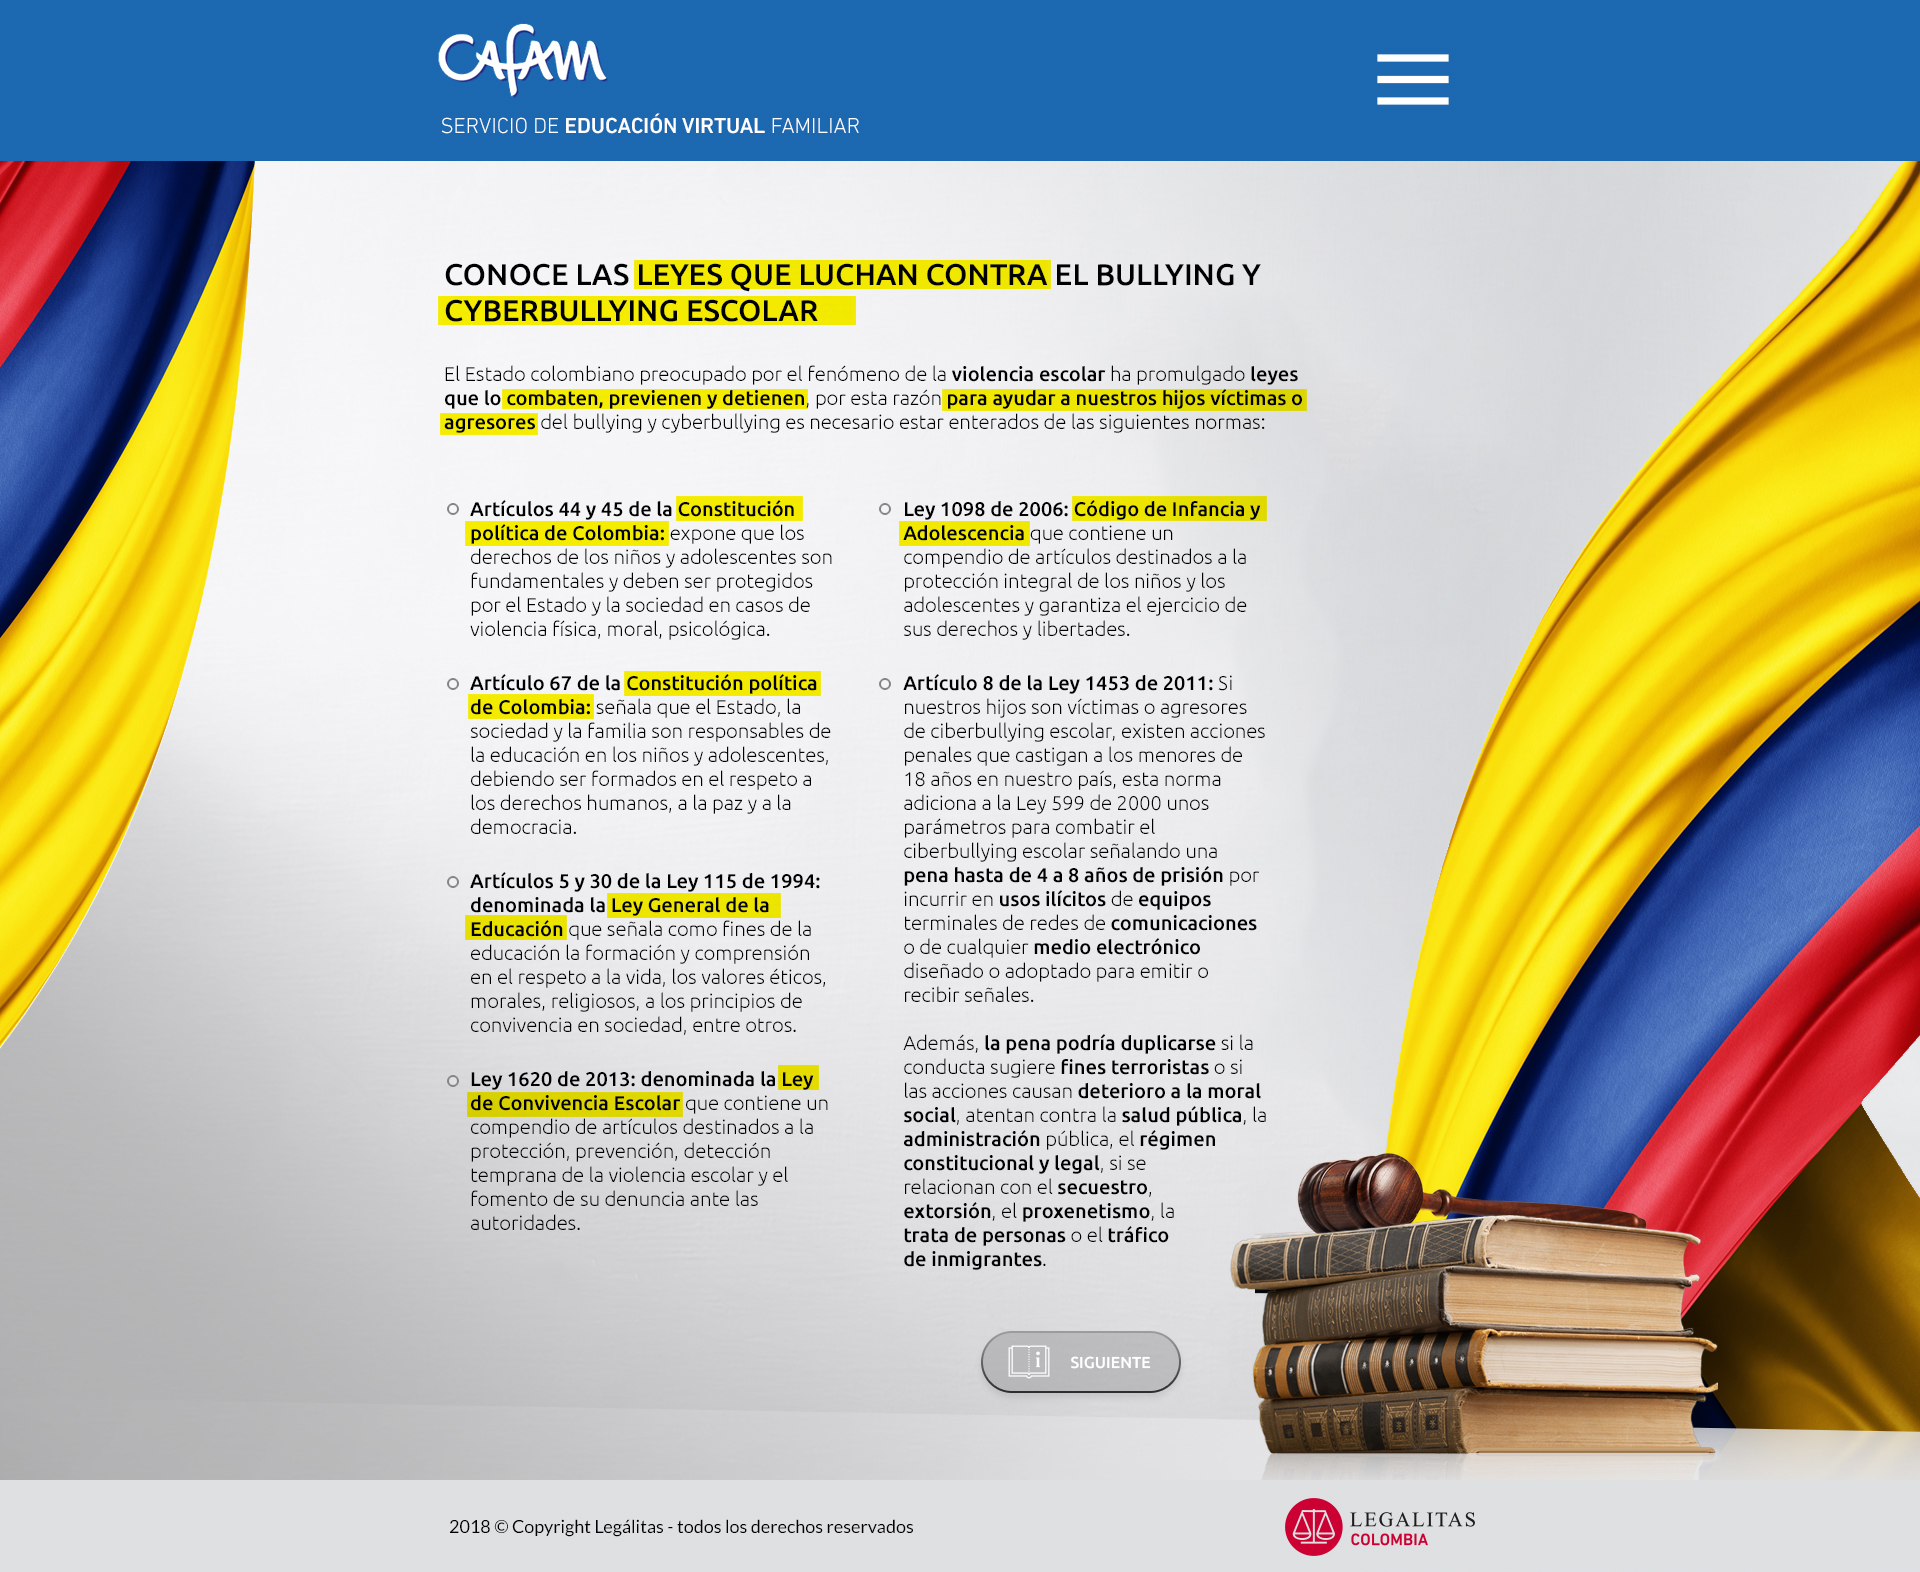 Cafam
SERVICIO DE EDUCACIÓN VIRTUAL FAMILIAR
CONOCE LAS LEYES QUE LUCHAN CONTRA EL BULLYING Y
CYBERBULLYING ESCOLAR
El Estado colombiano preocupado por el fenómeno de la violencia escolar ha promulgado leyes
que lo combaten, previenen y detienen, por esta razón para ayudar a nuestros hijos víctimas o
agresores del bullying y cyberbullying es necesario estar enterados de las siguientes normas:
Artículos 44 y 45 de la Constitución
política de Colombia: expone que los
derechos de los niños y adolescentes son
fundamentales y deben ser protegidos
por el Estado y la sociedad en casos de
violencia física, moral, psicológica.
Artículo 67 de la Constitución política
de Colombia: señala que el Estado, la
sociedad y la familia son responsables de
la educación en los niños y adolescentes,
debiendo ser formados en el respeto a
los derechos humanos, a la paz y a la
democracia.
Artículos 5 y 30 de la Ley 115 de 1994:
denominada la Ley General de la
Educación que señala como fines de la
educación la formación y comprensión
en el respeto a la vida, los valores éticos,
morales, religiosos, a los principios de
convivencia en sociedad, entre otros.
Ley 1620 de 2013: denominada la Ley
de Convivencia Escolar que contiene un
compendio de artículos destinados a la
protección, prevención, detección
temprana de la violencia escolar y el
fomento de su denuncia ante las
autoridades.
Ley 1098 de 2006: Código de Infancia y
Adolescencia que contiene un
compendio de artículos destinados a la
protección integral de los niños y los
adolescentes y garantiza el ejercicio de
sus derechos y libertades.
Artículo 8 de la Ley 1453 de 2011: Si
nuestros hijos son víctimas o agresores
de ciberbullying escolar, existen acciones
penales que castigan a los menores de
18 años en nuestro país, esta norma
adiciona a la Ley 599 de 2000 unos
parámetros para combatir el
ciberbullying escolar señalando una
pena hasta de 4 a 8 años de prisión por
incurrir en usos ilícitos de equipos
terminales de redes de comunicaciones
o de cualquier medio electrónico
diseñado o adoptado para emitir o
recibir señales.
Además, la pena podría duplicarse si la
conducta sugiere fines terroristas o si
las acciones causan deterioro a la moral
social, atentan contra la salud pública, la
administración pública, el régimen
constitucional y legal, si se
relacionan con el secuestro,
extorsión, el proxenetismo, la
trata de personas o el tráfico
de inmigrantes.
SIGUIENTE
2018 © Copyright Legálitas - todos los derechos reservados
LEGALITAS
COLOMBIA